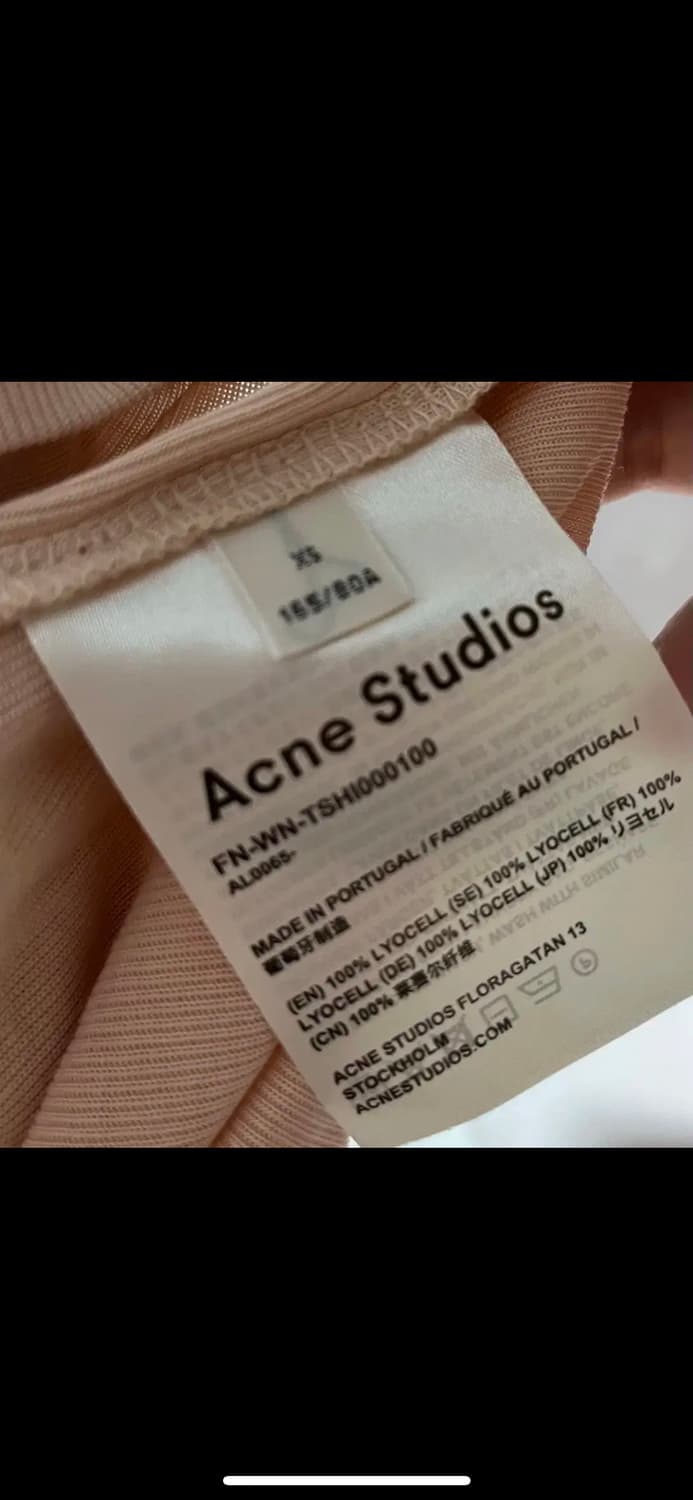 XS
165/80A
Acne Studios
FN-WN-TSHI000100
AL0065-
MADE IN PORTUGAL / FABRIQUÉ AU PORTUGAL /
葡萄牙制造
(EN) 100% LYOCELL (SE) 100% LYOCELL (FR) 100%
LYOCELL (DE) 100% LYOCELL (JP) 100% リヨセル
(CN) 100% 莱赛尔纤维
ACNE STUDIOS FLORAGATAN 13
STOCKHOLM
ACNESTUDIOS.COM